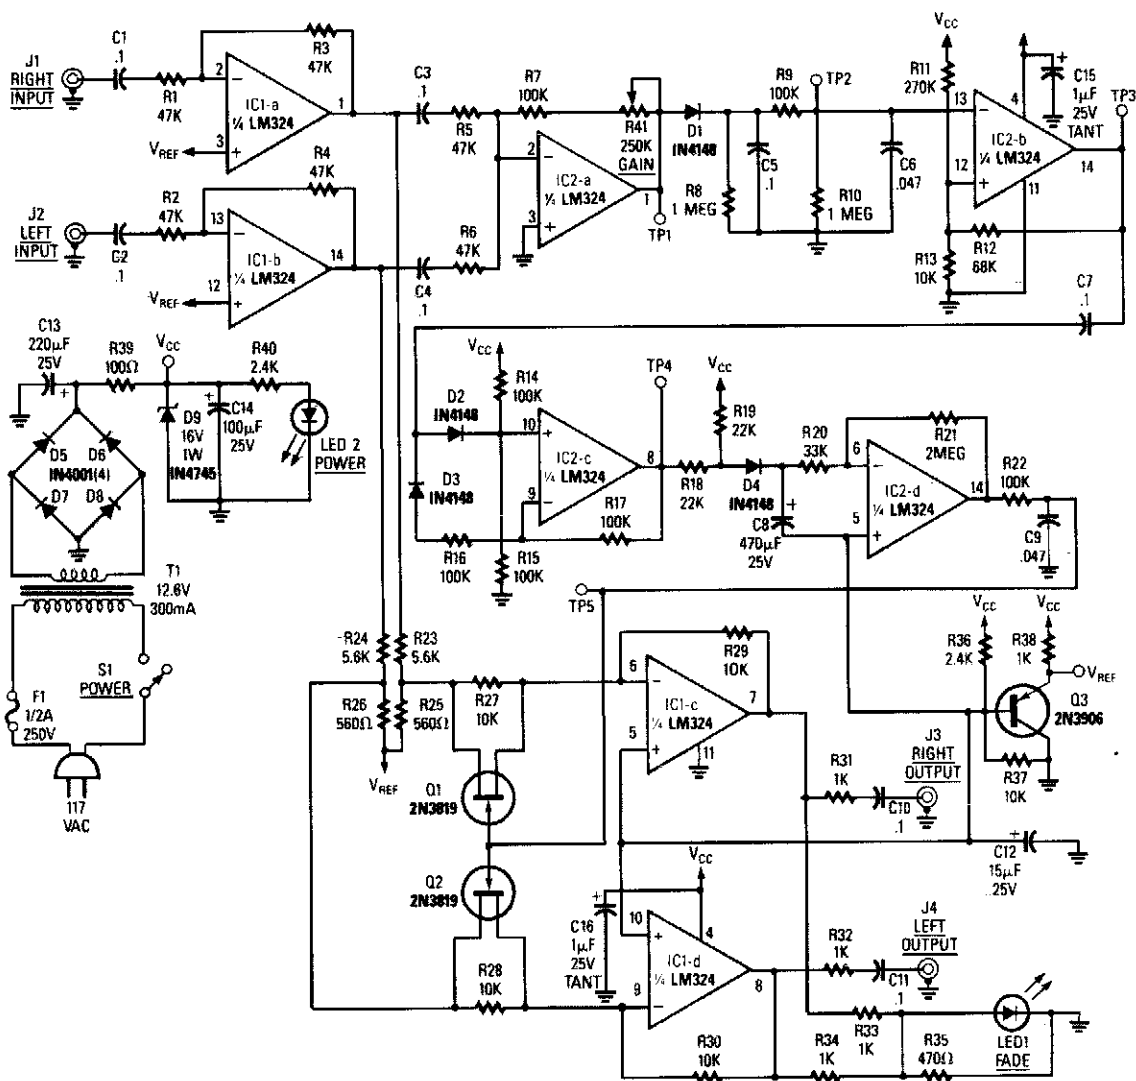 J1
RIGHT
INPUT
C1
.1
R1
47K
R3
47K
2
−
IC1-a
¼ LM324
1
3
+
VREF
R4
47K
C3
.1
R5
47K
R7
100K
R41
250K
GAIN
2
−
IC2-a
¼ LM324
1
3
+
TP1
D1
IN4148
R8
1 MEG
C5
.1
R9
100K
TP2
R10
1 MEG
C6
.047
VCC
R11
270K
13
−
IC2-b
¼ LM324
4
12
+
11
14
C15
1µF
25V
TANT
TP3
R12
68K
R13
10K
C7
.1
J2
LEFT
INPUT
C2
.1
R2
47K
13
−
IC1-b
¼ LM324
14
12
+
VREF
C4
.1
R6
47K
C13
220µF
25V
+
R39
100Ω
VCC
R40
2.4K
D9
16V
1W
IN4745
+
C14
100µF
25V
LED 2
POWER
D5
D6
IN4001(4)
D7
D8
T1
12.6V
300mA
S1
POWER
F1
1/2A
250V
117
VAC
VCC
R14
100K
D2
IN4148
10
+
IC2-c
¼ LM324
8
9
−
TP4
D3
IN4148
R16
100K
R15
100K
R17
100K
R18
22K
VCC
R19
22K
D4
IN4148
+
C8
470µF
25V
R20
33K
6
−
IC2-d
¼ LM324
14
5
+
R21
2MEG
R22
100K
C9
.047
TP5
R24
5.6K
R23
5.6K
R26
560Ω
R25
560Ω
VREF
R27
10K
Q1
2N3819
Q2
2N3819
R28
10K
R29
10K
6
−
IC1-c
¼ LM324
7
5
+
11
VCC
R36
2.4K
VCC
R38
1K
VREF
Q3
2N3906
R37
10K
J3
RIGHT
OUTPUT
R31
1K
C10
.1
+
C12
15µF
25V
VCC
+
C16
1µF
25V
TANT
10
+
4
IC1-d
¼ LM324
8
9
−
R30
10K
J4
LEFT
OUTPUT
R32
1K
C11
.1
R33
1K
R34
1K
R35
470Ω
LED1
FADE